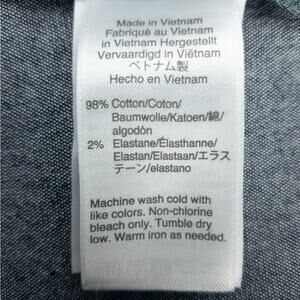 Made in Vietnam
Fabriqué au Vietnam
in Vietnam Hergestellt
Vervaardigd in Viëtnam
ベトナム製
Hecho en Vietnam
98% Cotton/Coton/
Baumwolle/Katoen/綿/
algodón
2% Elastane/Élasthanne/
Elastan/Elastaan/エラス
テーン/elastano
Machine wash cold with
like colors. Non-chlorine
bleach only. Tumble dry
low. Warm iron as needed.